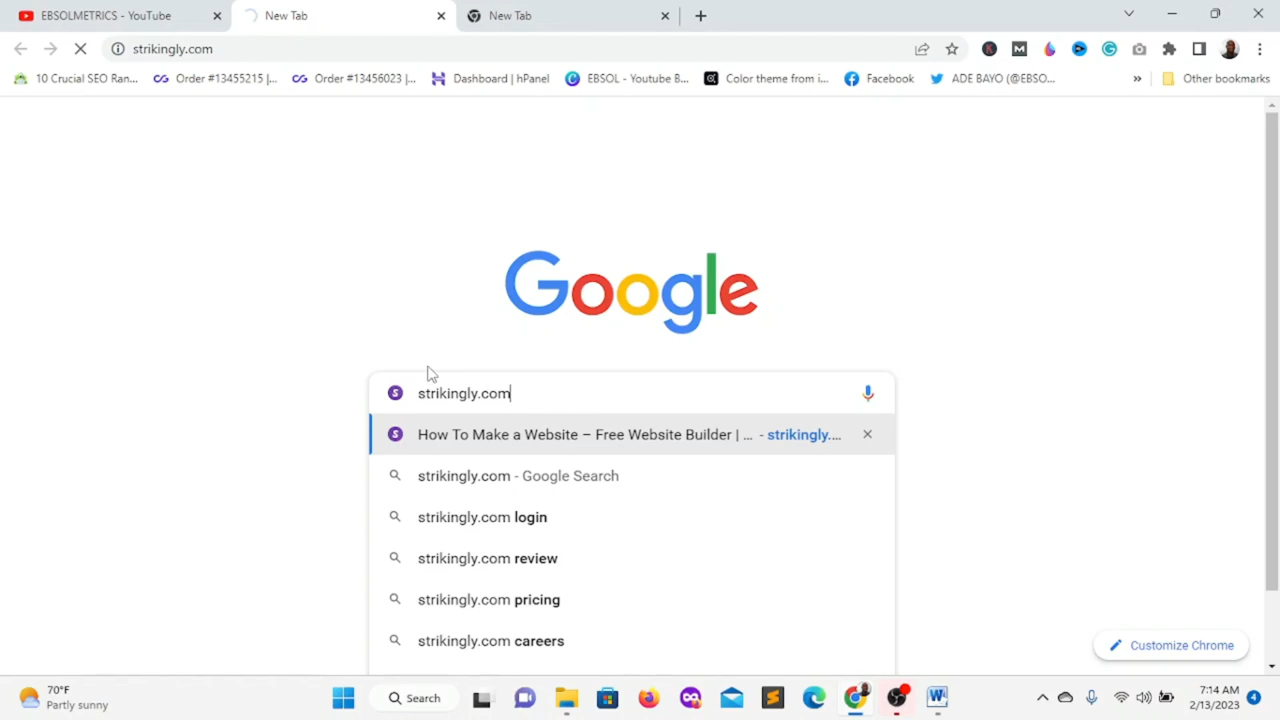 EBSOLMETRICS - YouTube
New Tab
New Tab
strikingly.com
10 Crucial SEO Ran...
Order #13455215 |...
Order #13456023 |...
Dashboard | hPanel
EBSOL - Youtube B...
Color theme from i...
Facebook
ADE BAYO (@EBSO...
»
Other bookmarks
Google
strikingly.com
How To Make a Website – Free Website Builder | ... - strikingly....
strikingly.com - Google Search
strikingly.com login
strikingly.com review
strikingly.com pricing
strikingly.com careers
Customize Chrome
70°F
Partly sunny
Search
7:14 AM
2/13/2023
4